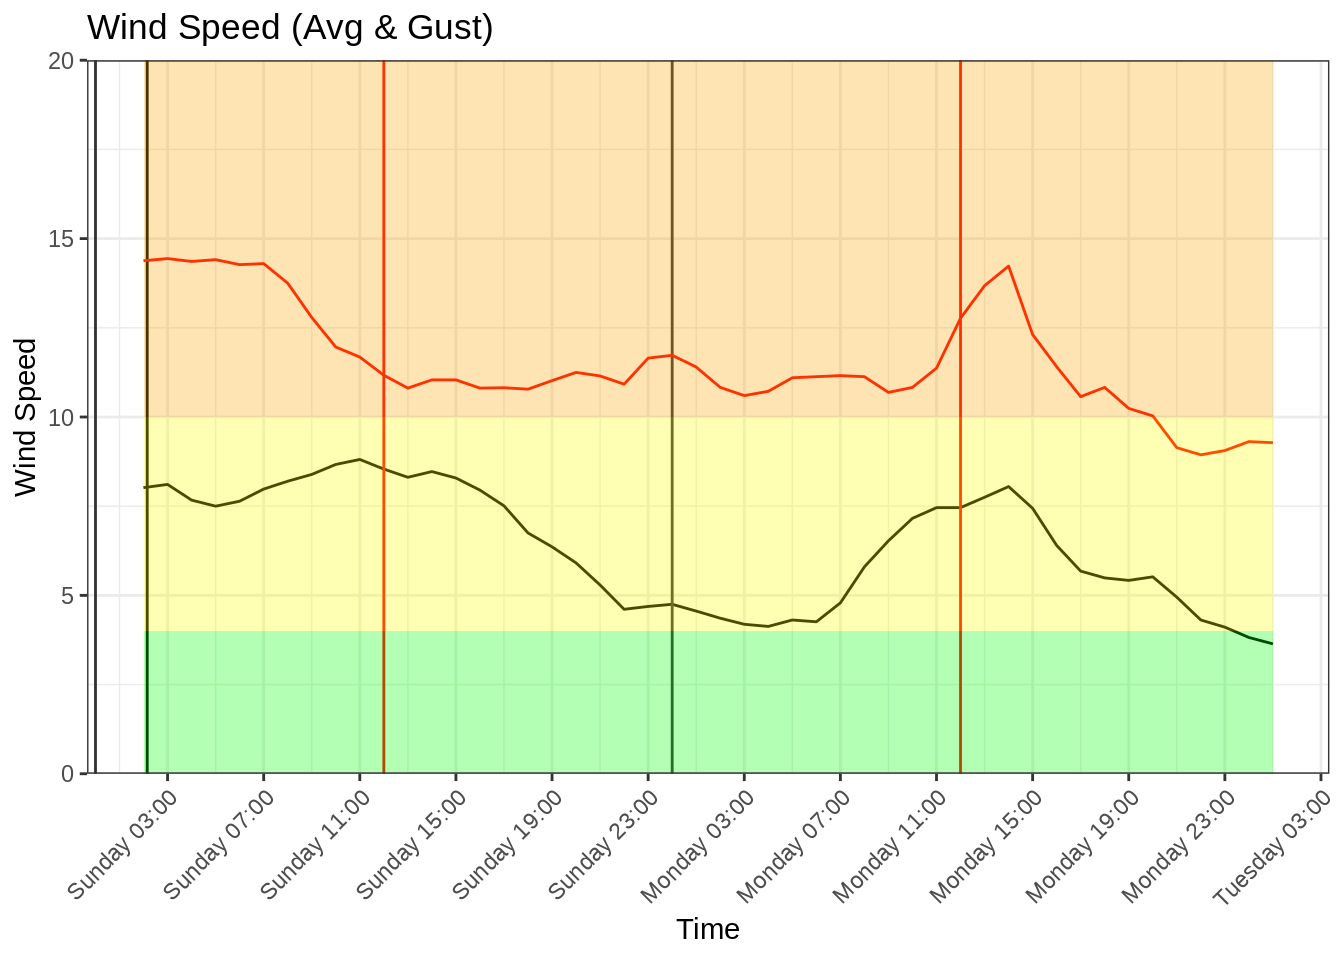 Wind Speed (Avg & Gust)
Wind Speed
20
15
10
5
0
Sunday 03:00
Sunday 07:00
Sunday 11:00
Sunday 15:00
Sunday 19:00
Sunday 23:00
Monday 03:00
Monday 07:00
Monday 11:00
Monday 15:00
Monday 19:00
Monday 23:00
Tuesday 03:00
Time